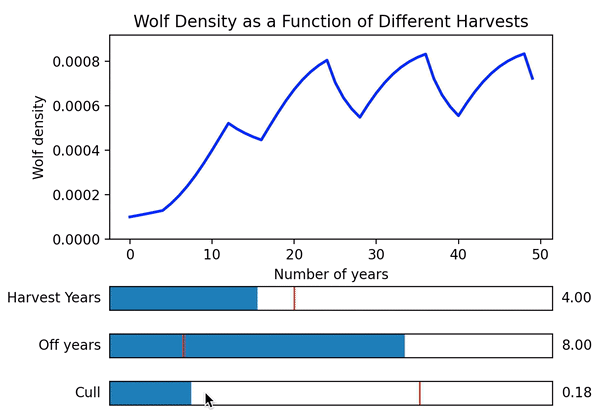 Wolf Density as a Function of Different Harvests
0.0008
0.0006
0.0004
0.0002
0.0000
Wolf density
0 10 20 30 40 50
Number of years
Harvest Years 4.00
Off years 8.00
Cull 0.18